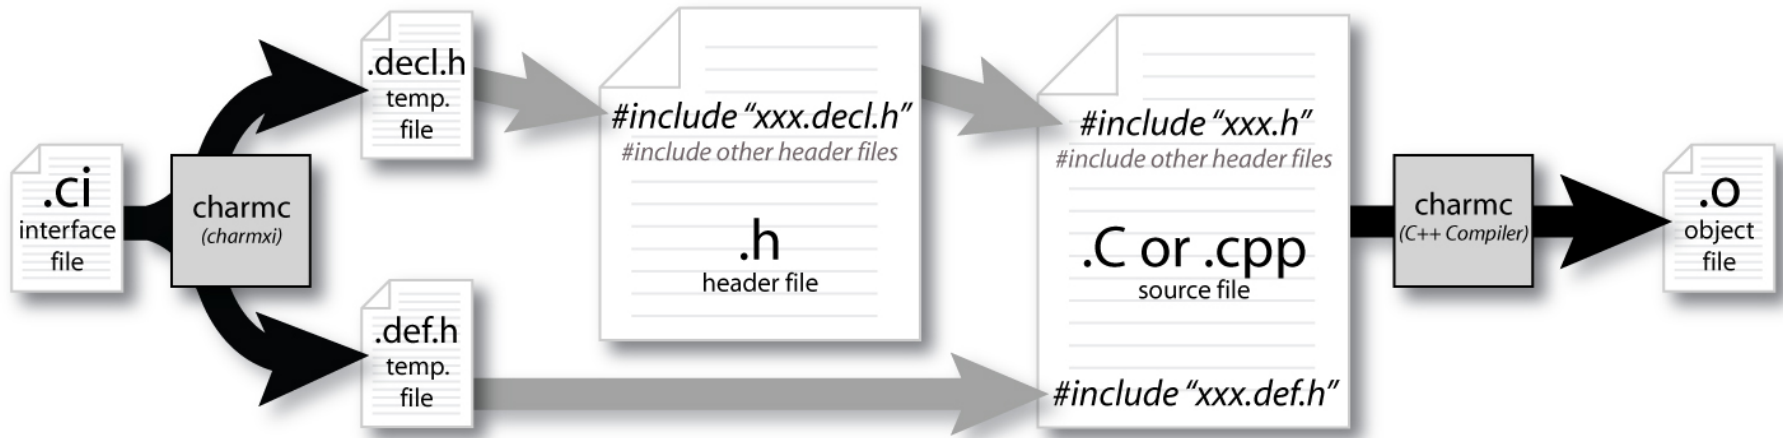 .ci
interface
file
charmc
(charmxi)
.decl.h
temp.
file
.def.h
temp.
file
#include “xxx.decl.h”
#include other header files
.h
header file
#include “xxx.h”
#include other header files
.C or .cpp
source file
#include “xxx.def.h”
charmc
(C++ Compiler)
.o
object
file